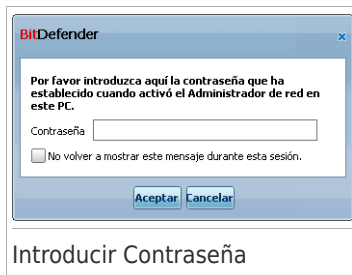 BitDefender
Por favor introduzca aquí la contraseña que ha
establecido cuando activó el Administrador de red en
este PC.
Contraseña
No volver a mostrar este mensaje durante esta sesión.
Aceptar Cancelar
Introducir Contraseña